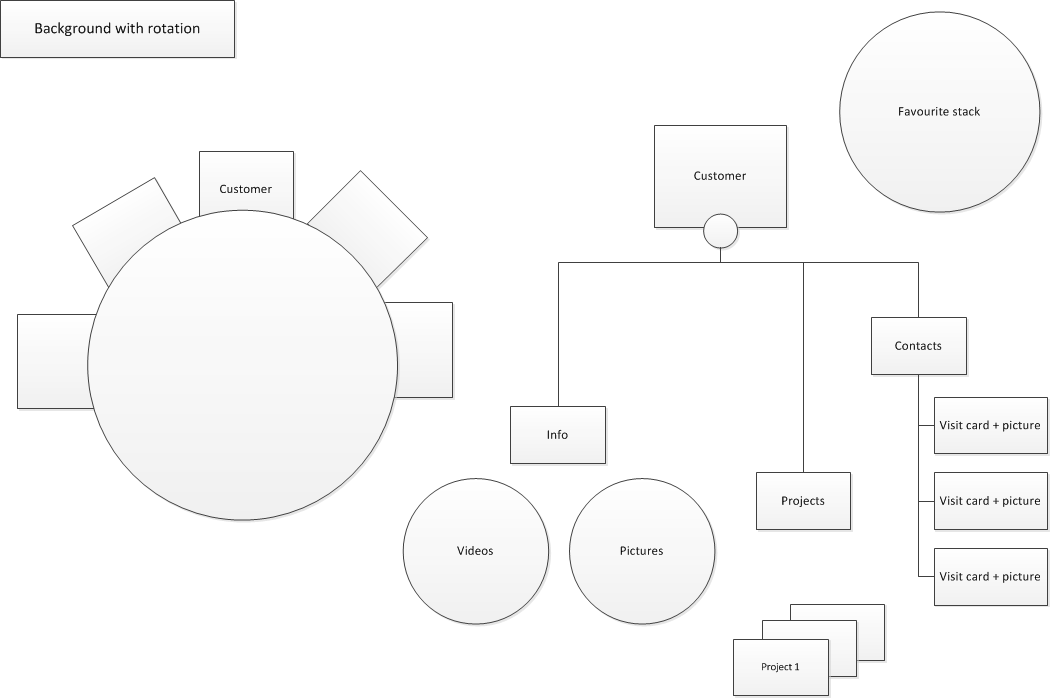 Background with rotation
Favourite stack
Customer
Customer
Contacts
Visit card + picture
Info
Projects
Visit card + picture
Videos
Pictures
Visit card + picture
Project 1